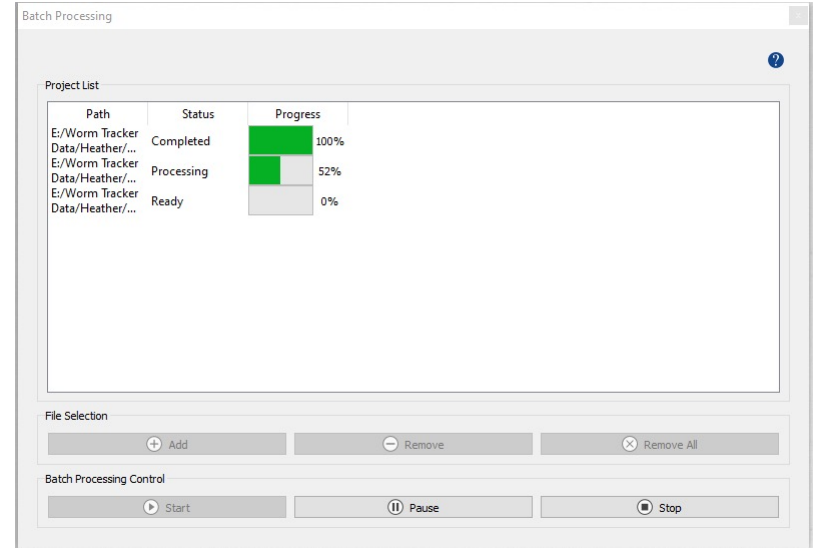 Batch Processing
?
Project List
Path Status Progress
E:/Worm Tracker
Data/Heather/... Completed 100%
E:/Worm Tracker
Data/Heather/... Processing 52%
E:/Worm Tracker
Data/Heather/... Ready 0%
File Selection
Add Remove Remove All
Batch Processing Control
Start Pause Stop